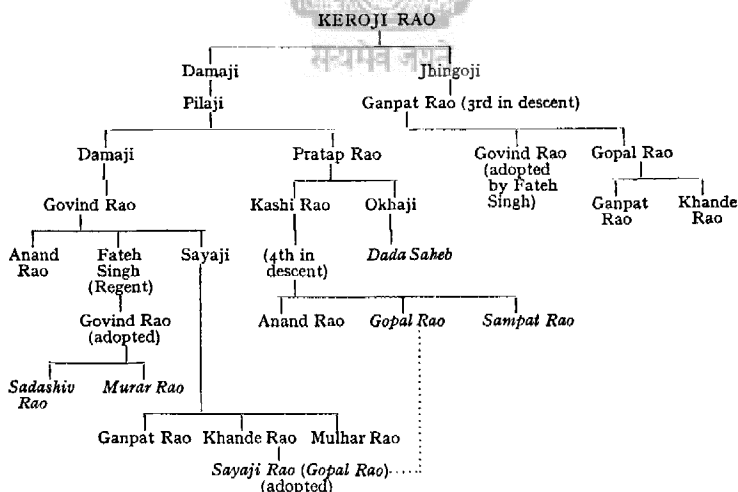 KEROJI RAO
सत्यमेव जयते
Damaji Jhingoji
Pilaji Ganpat Rao (3rd in descent)
Damaji Pratap Rao Govind Rao Gopal Rao
(adopted
by Fateh
Singh)
Govind Rao Kashi Rao Okhaji Ganpat Khande
Rao Rao
Anand Fateh Sayaji (4th in Dada Saheb
Rao Singh descent)
(Regent)
Govind Rao Anand Rao Gopal Rao Sampat Rao
(adopted)
Sadashiv Murar Rao
Rao
Ganpat Rao Khande Rao Mulhar Rao
Sayaji Rao (Gopal Rao)
(adopted)